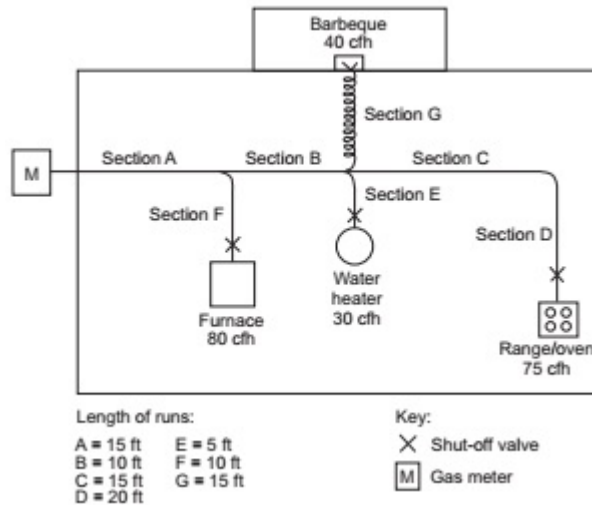 Barbeque
40 cfh
Section G
Section A
Section B
Section C
M
Section E
Section F
Section D
Water
heater
30 cfh
Furnace
80 cfh
Range/oven
75 cfh
Length of runs:
A = 15 ft E = 5 ft
B = 10 ft F = 10 ft
C = 15 ft G = 15 ft
D = 20 ft
Key:
Shut-off valve
M Gas meter